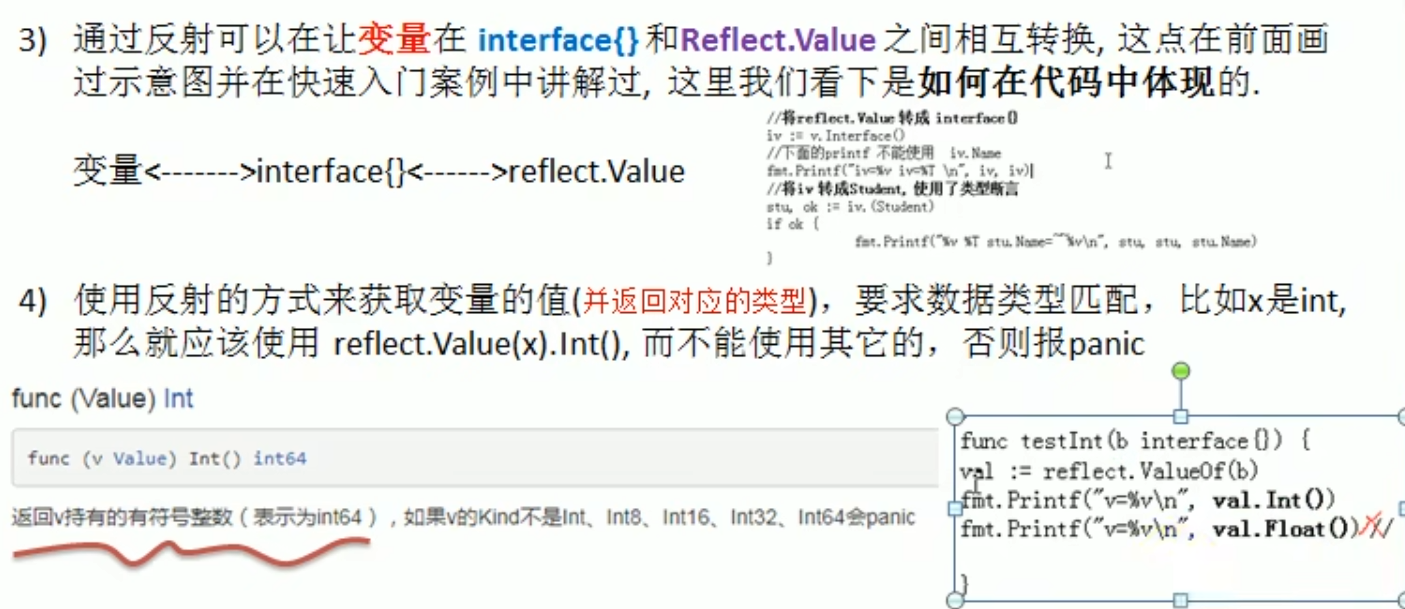 3) 通过反射可以在让变量在 interface{} 和Reflect.Value 之间相互转换, 这点在前面画
过示意图并在快速入门案例中讲解过, 这里我们看下是如何在代码中体现的.
变量<------->interface{}<------>reflect.Value
//将reflect.Value 转成 interface{}
iv := v.Interface()
//下面的printf 不能使用 iv.Name
fmt.Printf("iv=%v iv=%T \n", iv, iv)
//将iv 转成Student, 使用了类型断言
stu, ok := iv.(Student)
if ok {
fmt.Printf("%v %T stu.Name=~~%v\n", stu, stu, stu.Name)
}
4) 使用反射的方式来获取变量的值(并返回对应的类型)，要求数据类型匹配，比如x是int,
那么就应该使用 reflect.Value(x).Int(), 而不能使用其它的，否则报panic
func (Value) Int
func (v Value) Int() int64
返回v持有的有符号整数（表示为int64），如果v的Kind不是Int、Int8、Int16、Int32、Int64会panic
func testInt(b interface{}) {
val := reflect.ValueOf(b)
fmt.Printf("v=%v\n", val.Int())
fmt.Printf("v=%v\n", val.Float()) //
}